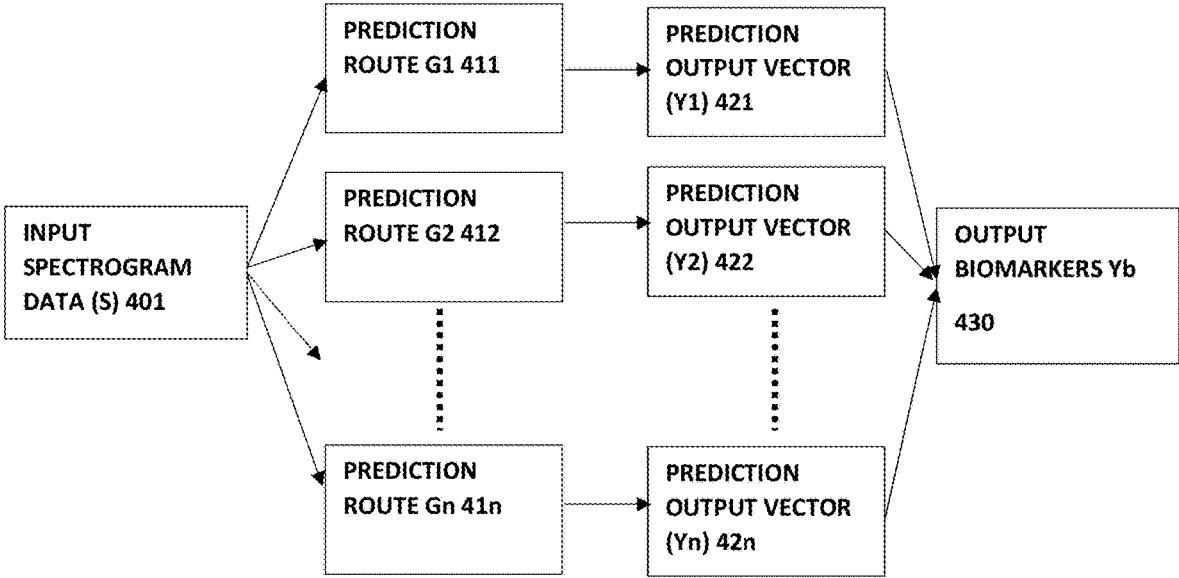 INPUT
SPECTROGRAM
DATA (S) 401
PREDICTION
ROUTE G1 411
PREDICTION
OUTPUT VECTOR
(Y1) 421
PREDICTION
ROUTE G2 412
PREDICTION
OUTPUT VECTOR
(Y2) 422
PREDICTION
ROUTE Gn 41n
PREDICTION
OUTPUT VECTOR
(Yn) 42n
OUTPUT
BIOMARKERS Yb
430